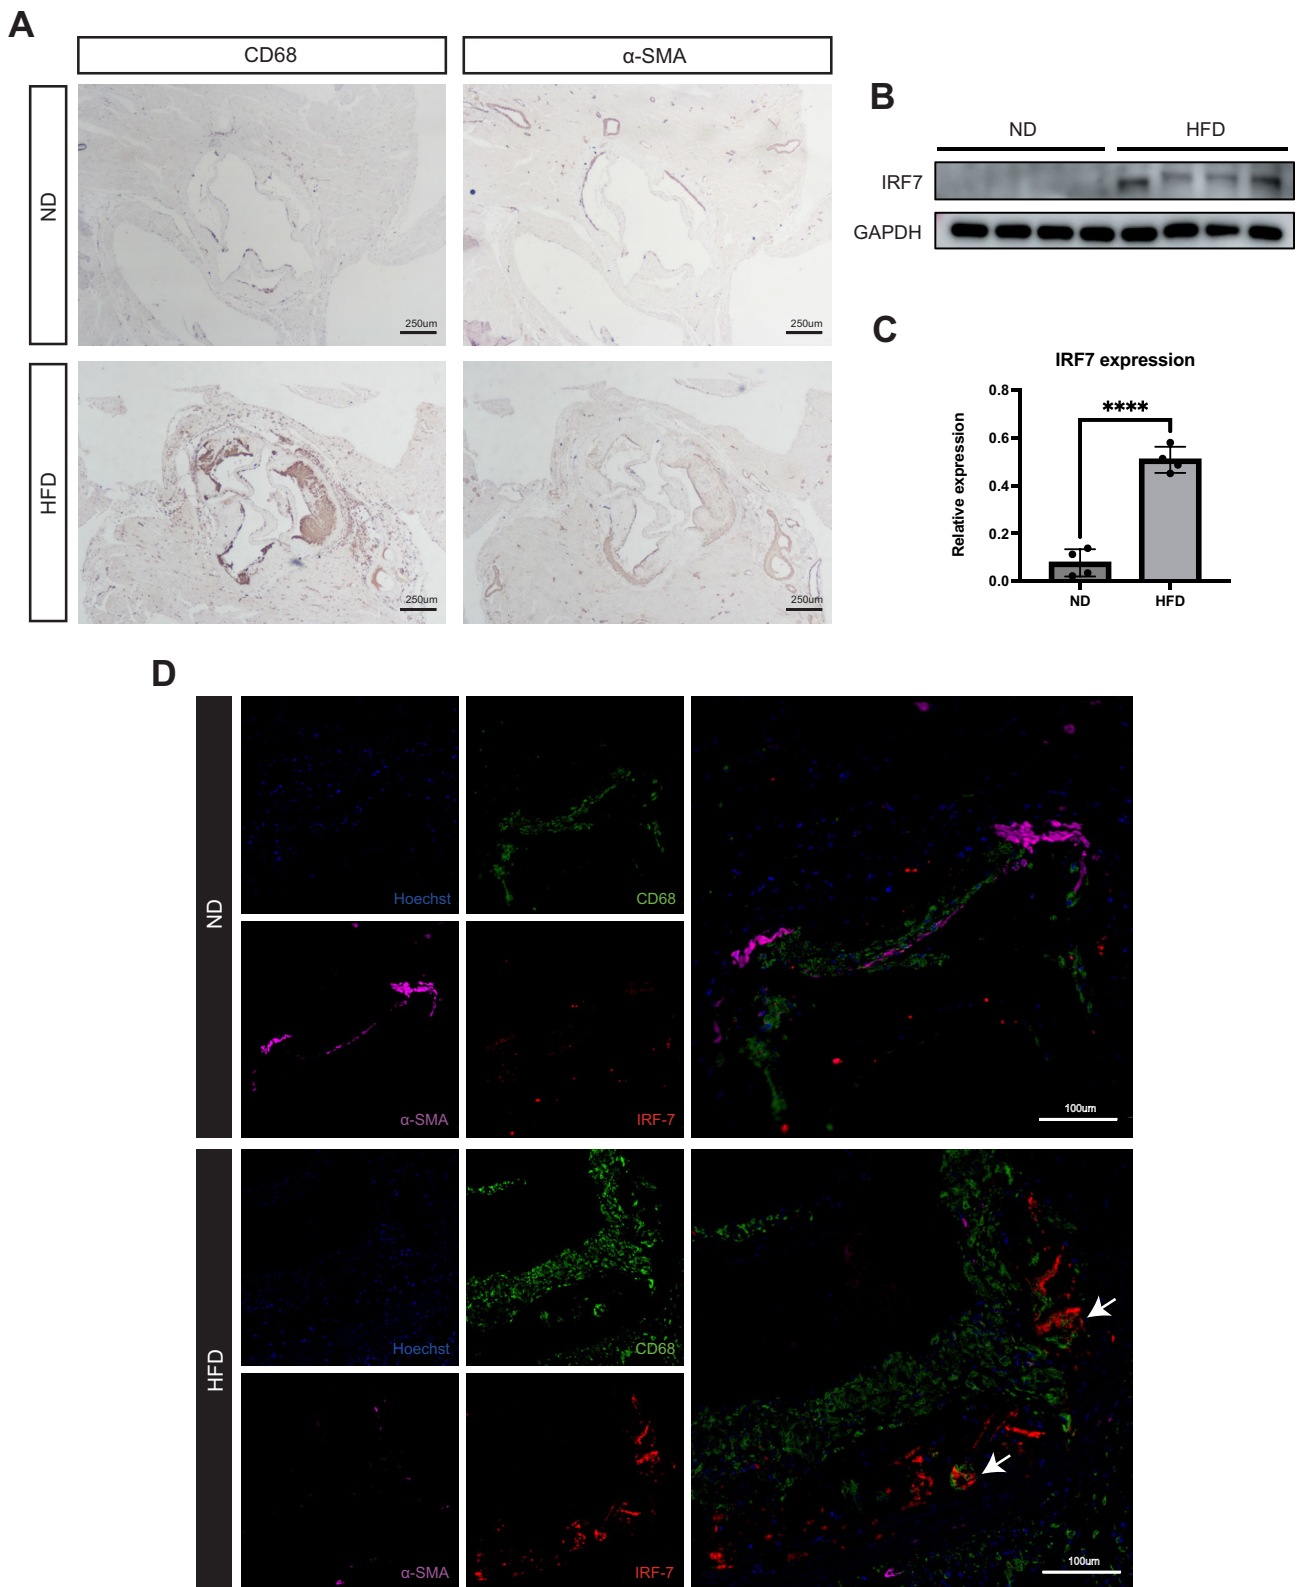 A
CD68
α-SMA
ND
250um
250um
HFD
250um
250um
B
ND
HFD
IRF7
GAPDH
C
IRF7 expression
Relative expression
0.8
0.6
0.4
0.2
0.0
****
ND
HFD
D
ND
Hoechst
CD68
α-SMA
IRF-7
100um
HFD
Hoechst
CD68
α-SMA
IRF-7
100um